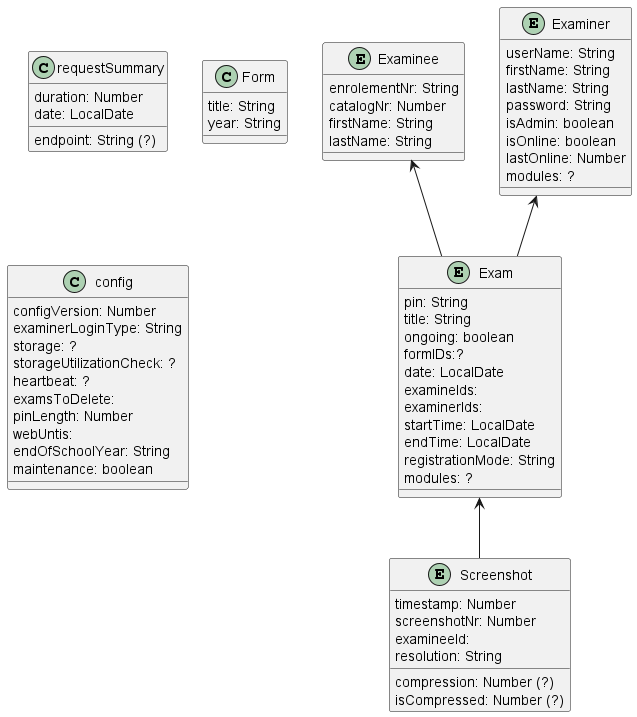 C requestSummary
duration: Number
date: LocalDate
endpoint: String (?)
C Form
title: String
year: String
E Examinee
enrolementNr: String
catalogNr: Number
firstName: String
lastName: String
E Examiner
userName: String
firstName: String
lastName: String
password: String
isAdmin: boolean
isOnline: boolean
lastOnline: Number
modules: ?
C config
configVersion: Number
examinerLoginType: String
storage: ?
storageUtilizationCheck: ?
heartbeat: ?
examsToDelete:
pinLength: Number
webUntis:
endOfSchoolYear: String
maintenance: boolean
E Exam
pin: String
title: String
ongoing: boolean
formIDs:?
date: LocalDate
examineIds:
examinerIds:
startTime: LocalDate
endTime: LocalDate
registrationMode: String
modules: ?
E Screenshot
timestamp: Number
screenshotNr: Number
examineeId:
resolution: String
compression: Number (?)
isCompressed: Number (?)